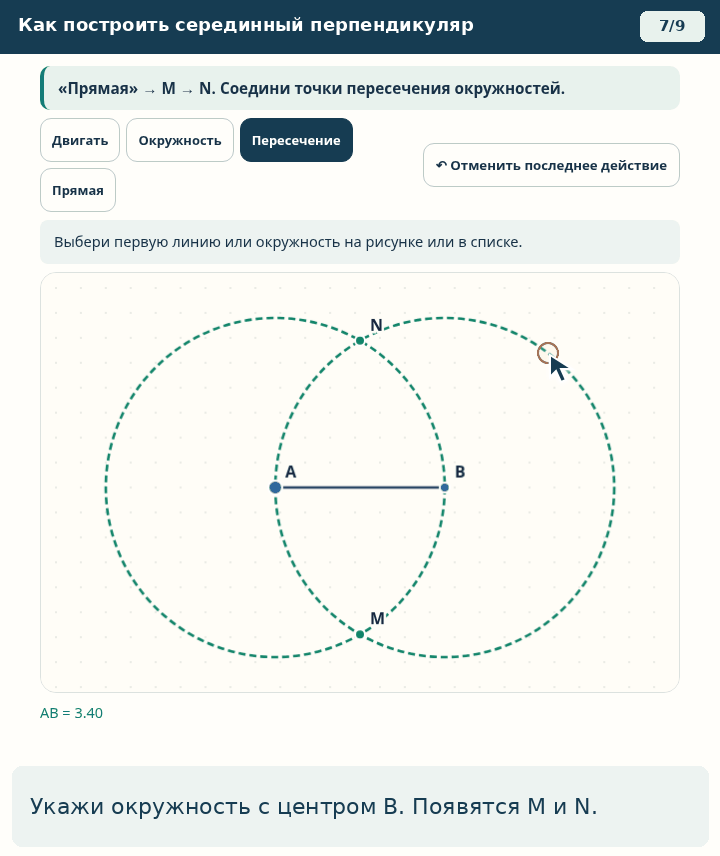 Как построить серединный перпендикуляр
7/9
«Прямая» → M → N. Соедини точки пересечения окружностей.
Двигать
Окружность
Пересечение
Прямая
↶ Отменить последнее действие
Выбери первую линию или окружность на рисунке или в списке.
N
A
B
M
AB = 3.40
Укажи окружность с центром B. Появятся M и N.